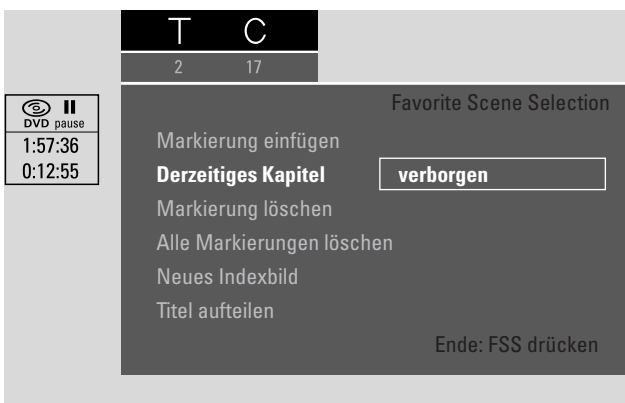 T C
2 17
DVD pause
1:57:36
0:12:55
Favorite Scene Selection
Markierung einfügen
Derzeitiges Kapitel verborgen
Markierung löschen
Alle Markierungen löschen
Neues Indexbild
Titel aufteilen
Ende: FSS drücken